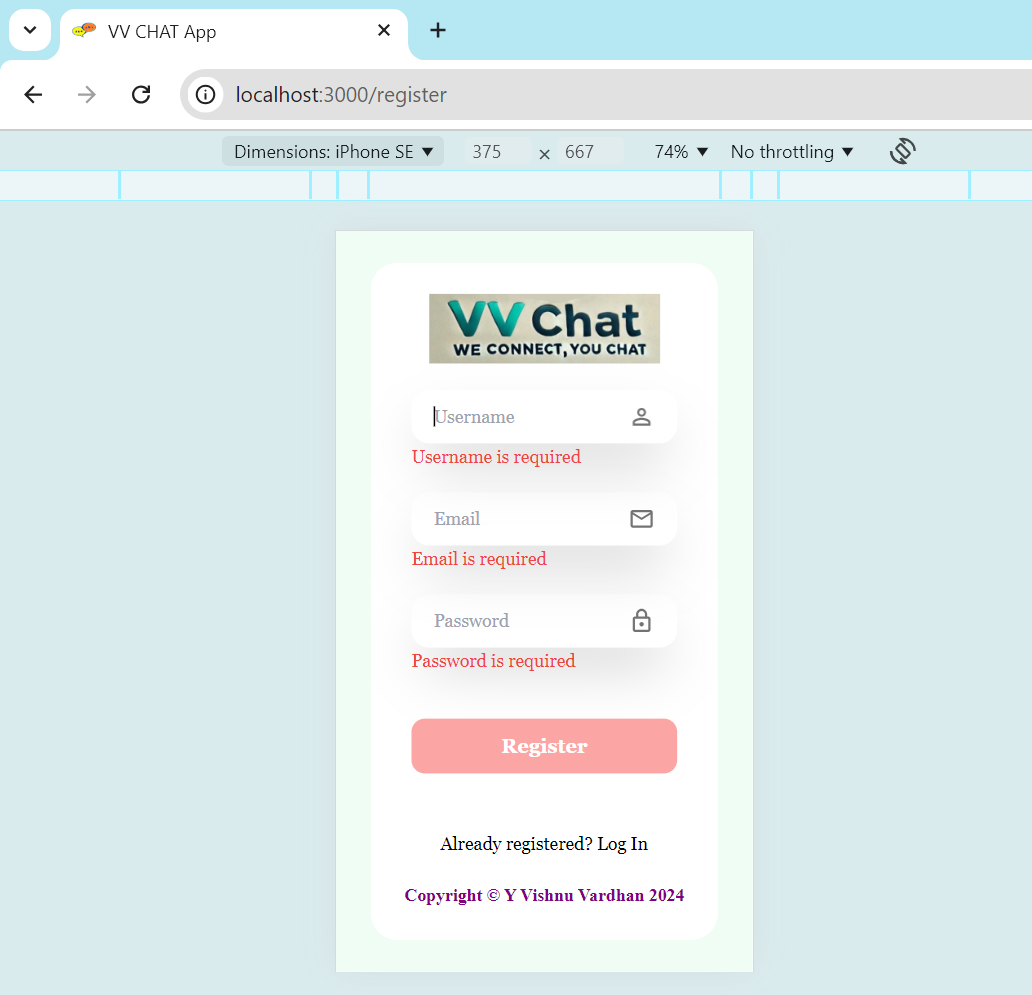 VV CHAT App
localhost:3000/register
Dimensions: iPhone SE 375 × 667 74% No throttling
VV Chat
WE CONNECT, YOU CHAT
Username
Username is required
Email
Email is required
Password
Password is required
Register
Already registered? Log In
Copyright © Y Vishnu Vardhan 2024